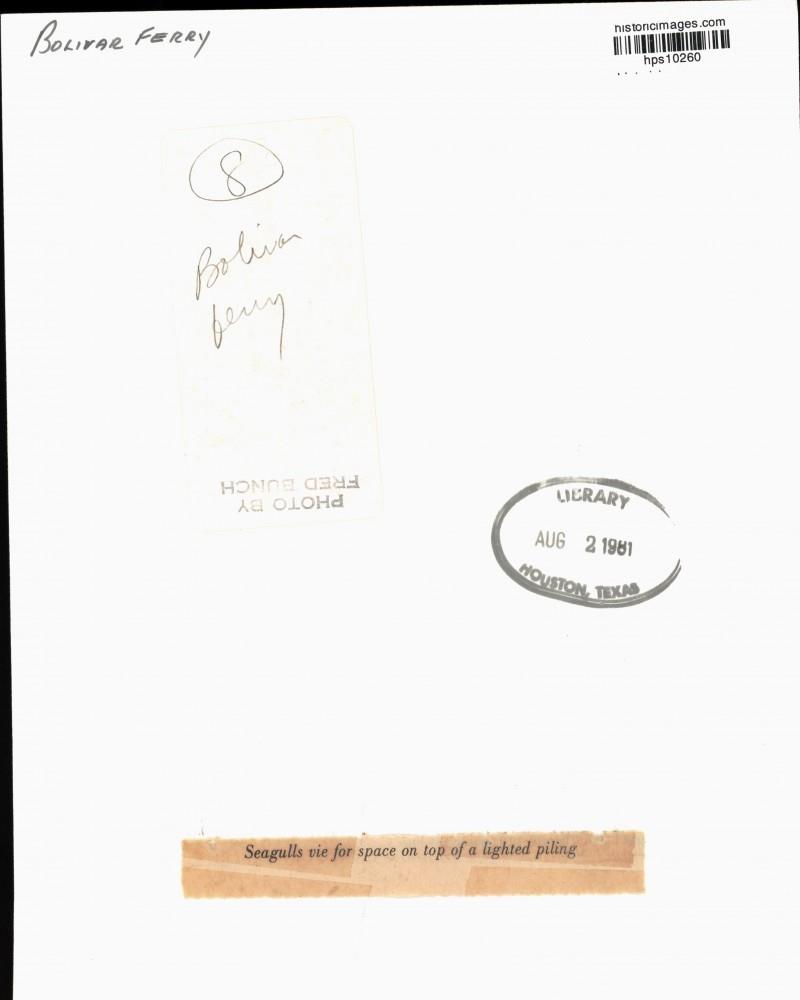 BOLIVAR FERRY
historicimages.com
hps10260
8
Bolivar
ferry
PHOTO BY
FRED BUNCH
LIBRARY
AUG 2 1981
HOUSTON, TEXAS
Seagulls vie for space on top of a lighted piling